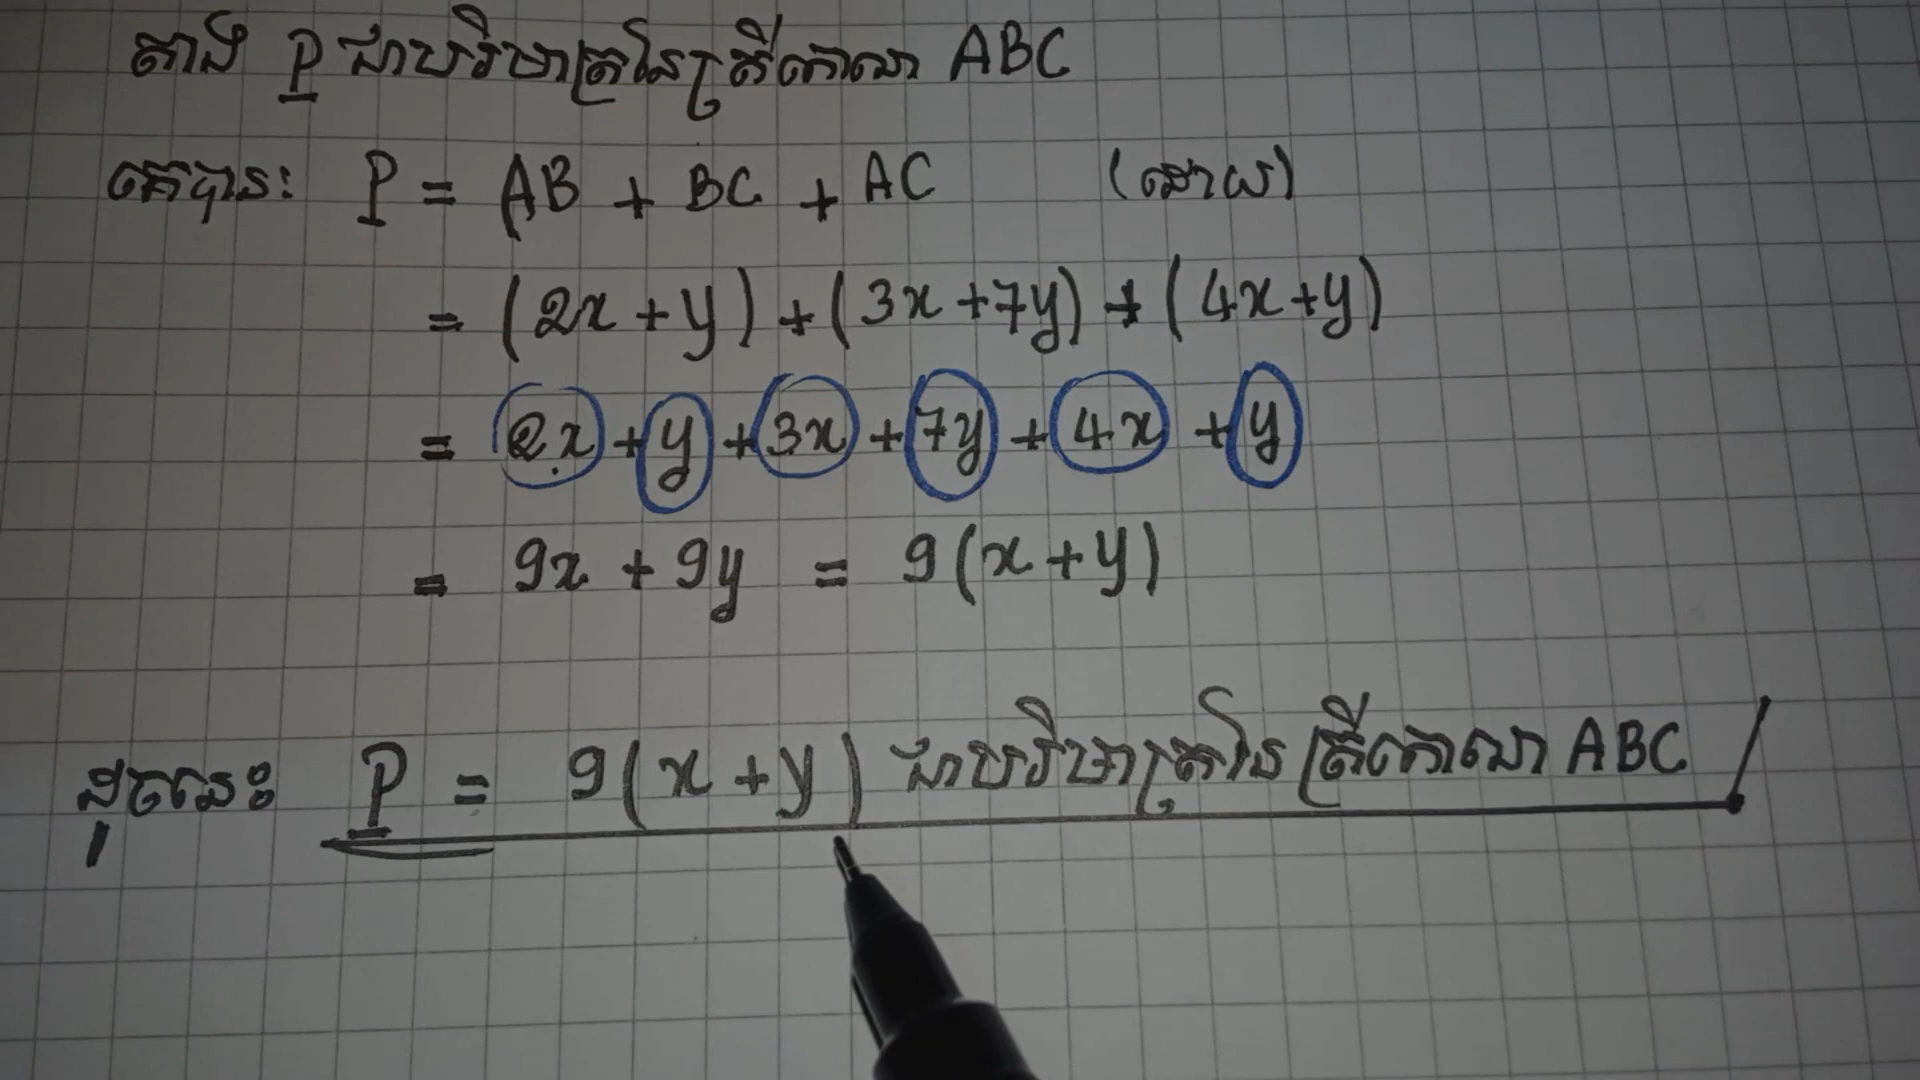 តាង P ជាបរិមាត្រនៃត្រីកោណ ABC
គេបាន: P = AB + BC + AC (ដោយ)
= (2x + y) + (3x + 7y) + (4x + y)
= 2x + y + 3x + 7y + 4x + y
= 9x + 9y = 9(x + y)
ដូចនេះ P = 9(x + y) ជាបរិមាត្រនៃត្រីកោណ ABC